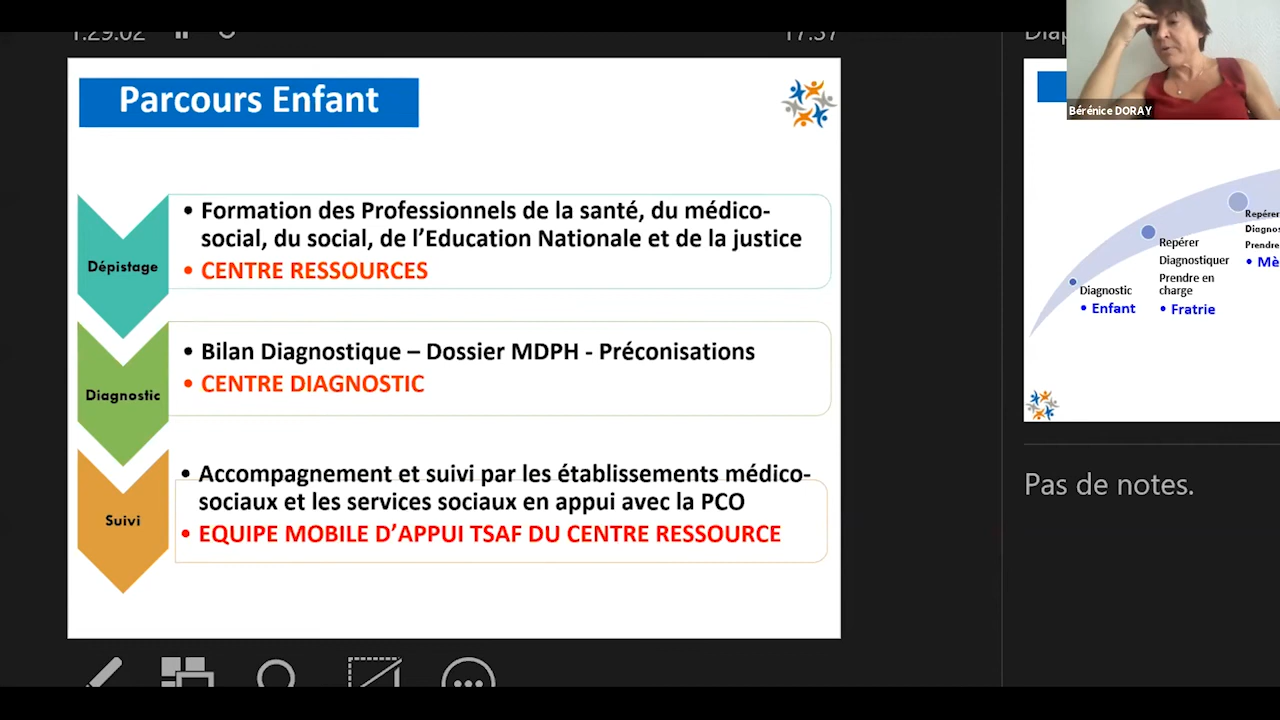 1:29:02
17:37
Parcours Enfant
Bérénice DORAY
• Formation des Professionnels de la santé, du médico-
social, du social, de l'Education Nationale et de la justice
• CENTRE RESSOURCES
Dépistage
• Bilan Diagnostique – Dossier MDPH - Préconisations
• CENTRE DIAGNOSTIC
Diagnostic
• Accompagnement et suivi par les établissements médico-
sociaux et les services sociaux en appui avec la PCO
• EQUIPE MOBILE D'APPUI TSAF DU CENTRE RESSOURCE
Suivi
Diagnostic
• Enfant
Repérer
Diagnostiquer
Prendre en
charge
• Fratrie
Repérer
Prendre
Pas de notes.